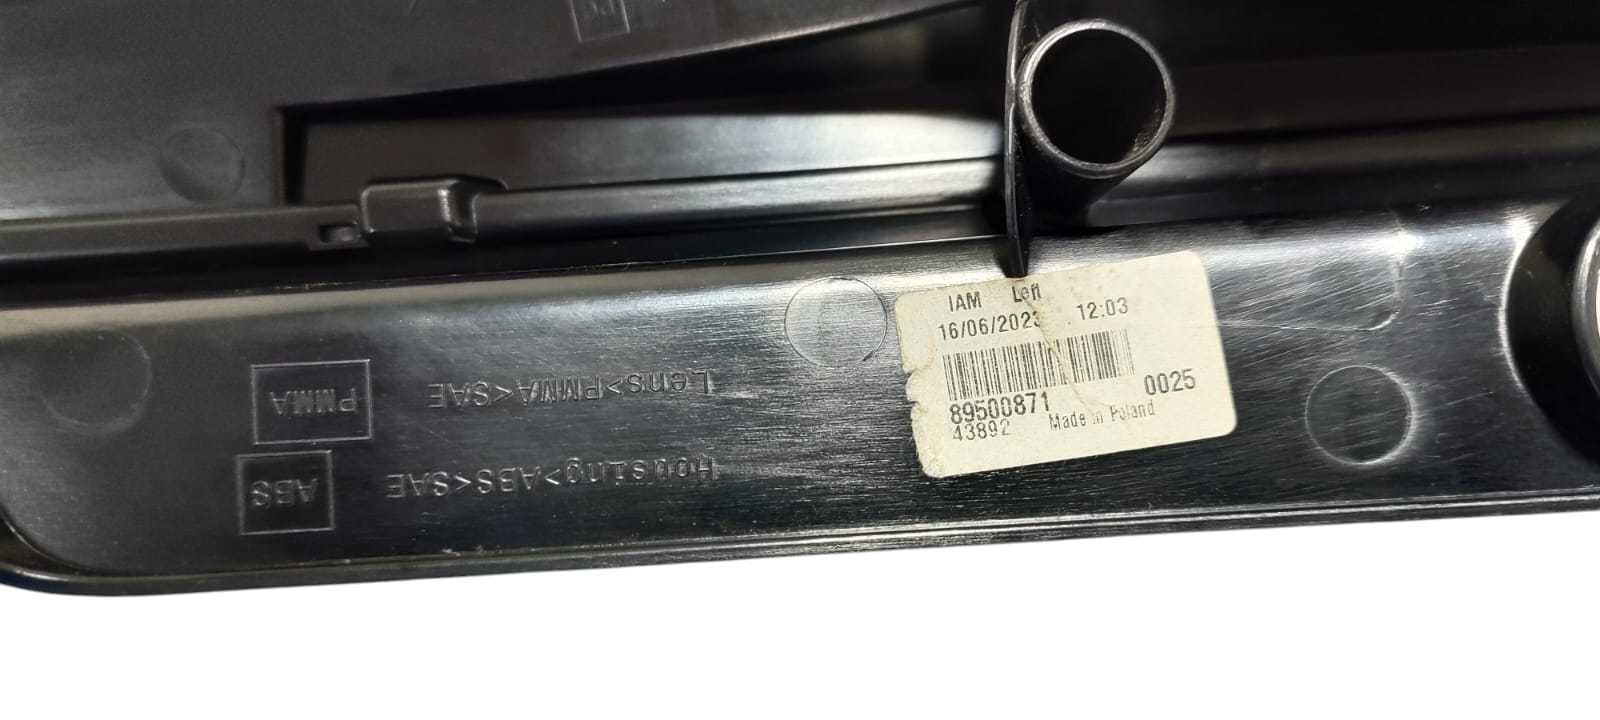 IAM Left
16/06/2023 12:03
0025
89500871
43892 Made in Poland
Housing>ABS<SAE
ABS
Lens>PMMA<SAE
PMMA